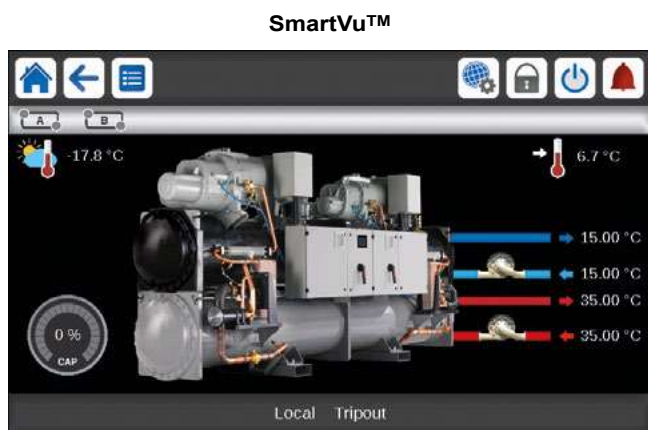 SmartVu™
A B
-17.8 °C
6.7 °C
15.00 °C
15.00 °C
35.00 °C
35.00 °C
0 %
CAP
Local Tripout